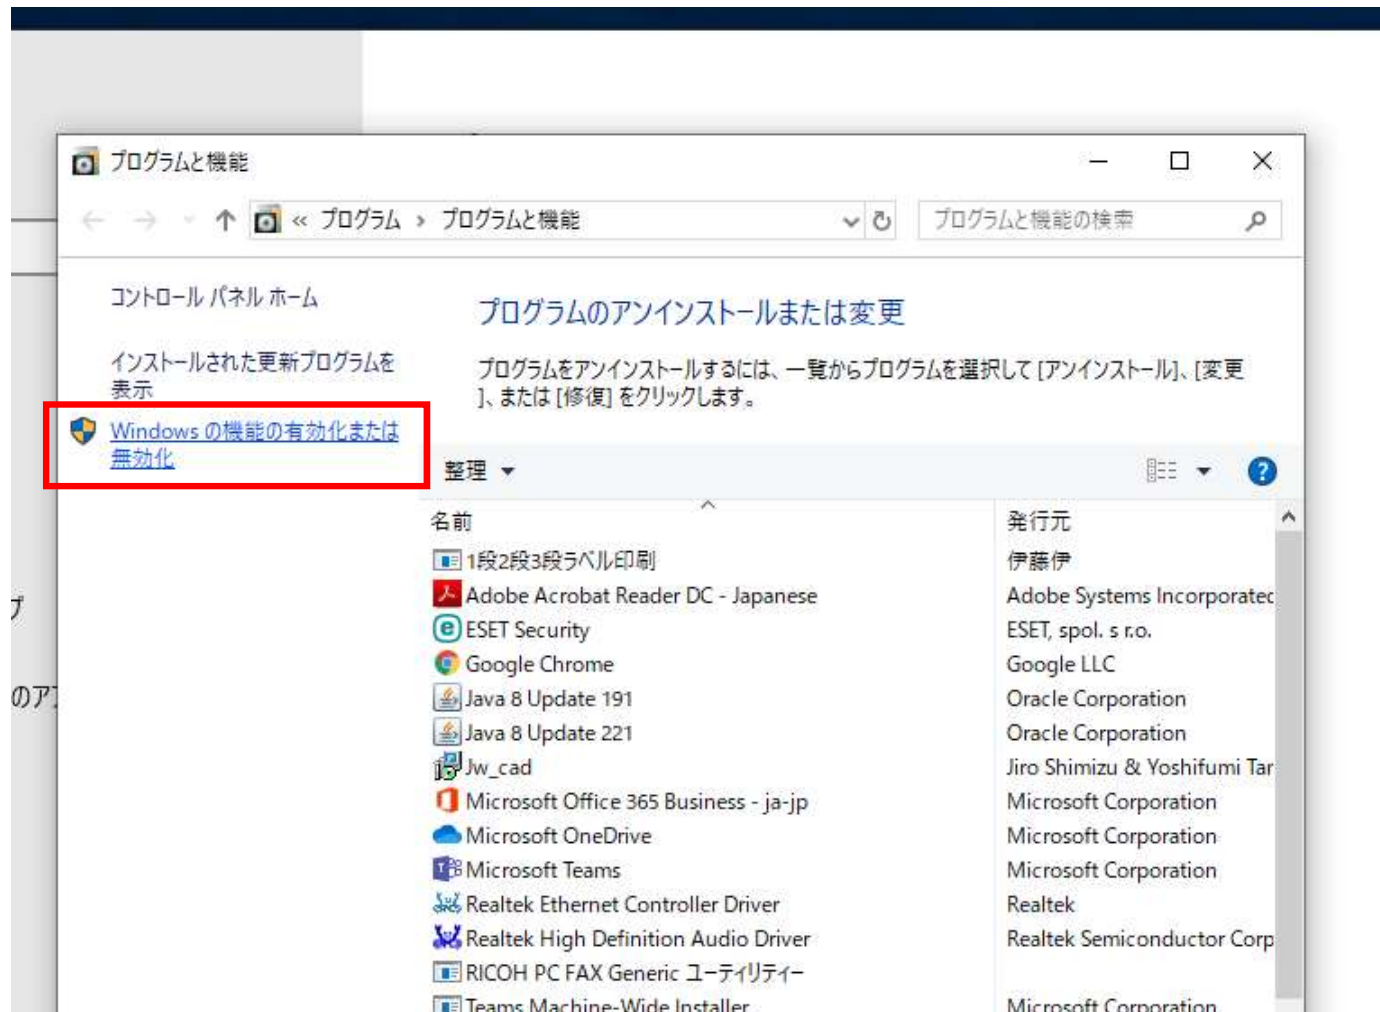 プログラムと機能
« プログラム › プログラムと機能
プログラムと機能の検索
コントロール パネル ホーム
インストールされた更新プログラムを
表示
Windows の機能の有効化または
無効化
プログラムのアンインストールまたは変更
プログラムをアンインストールするには、一覧からプログラムを選択して [アンインストール]、[変更
]、または [修復] をクリックします。
整理
名前 発行元
1段2段3段ラベル印刷 伊藤伊
Adobe Acrobat Reader DC - Japanese Adobe Systems Incorporated
ESET Security ESET, spol. s r.o.
Google Chrome Google LLC
Java 8 Update 191 Oracle Corporation
Java 8 Update 221 Oracle Corporation
Jw_cad Jiro Shimizu & Yoshifumi Tar
Microsoft Office 365 Business - ja-jp Microsoft Corporation
Microsoft OneDrive Microsoft Corporation
Microsoft Teams Microsoft Corporation
Realtek Ethernet Controller Driver Realtek
Realtek High Definition Audio Driver Realtek Semiconductor Corp
RICOH PC FAX Generic ユーティリティー
Teams Machine-Wide Installer Microsoft Corporation
プ
のア